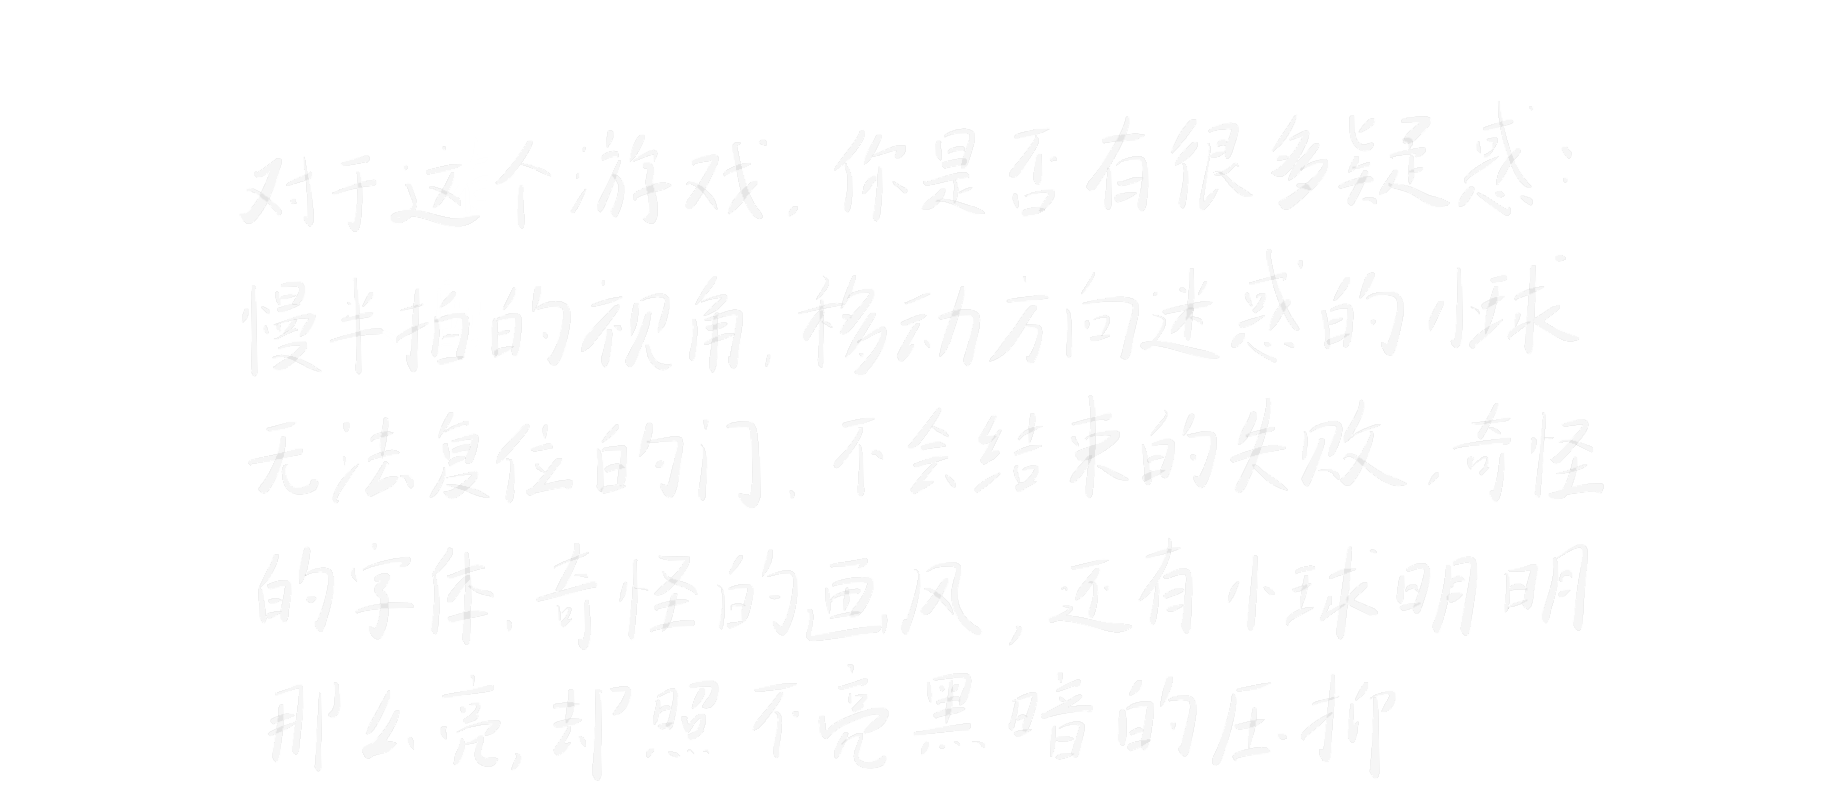 对于这个游戏，你是否有很多疑惑：
慢半拍的视角，移动方向迷惑的小球
无法复位的门，不会结束的失败，奇怪
的字体，奇怪的画风，还有小球明明
那么亮，却照不亮黑暗的压抑